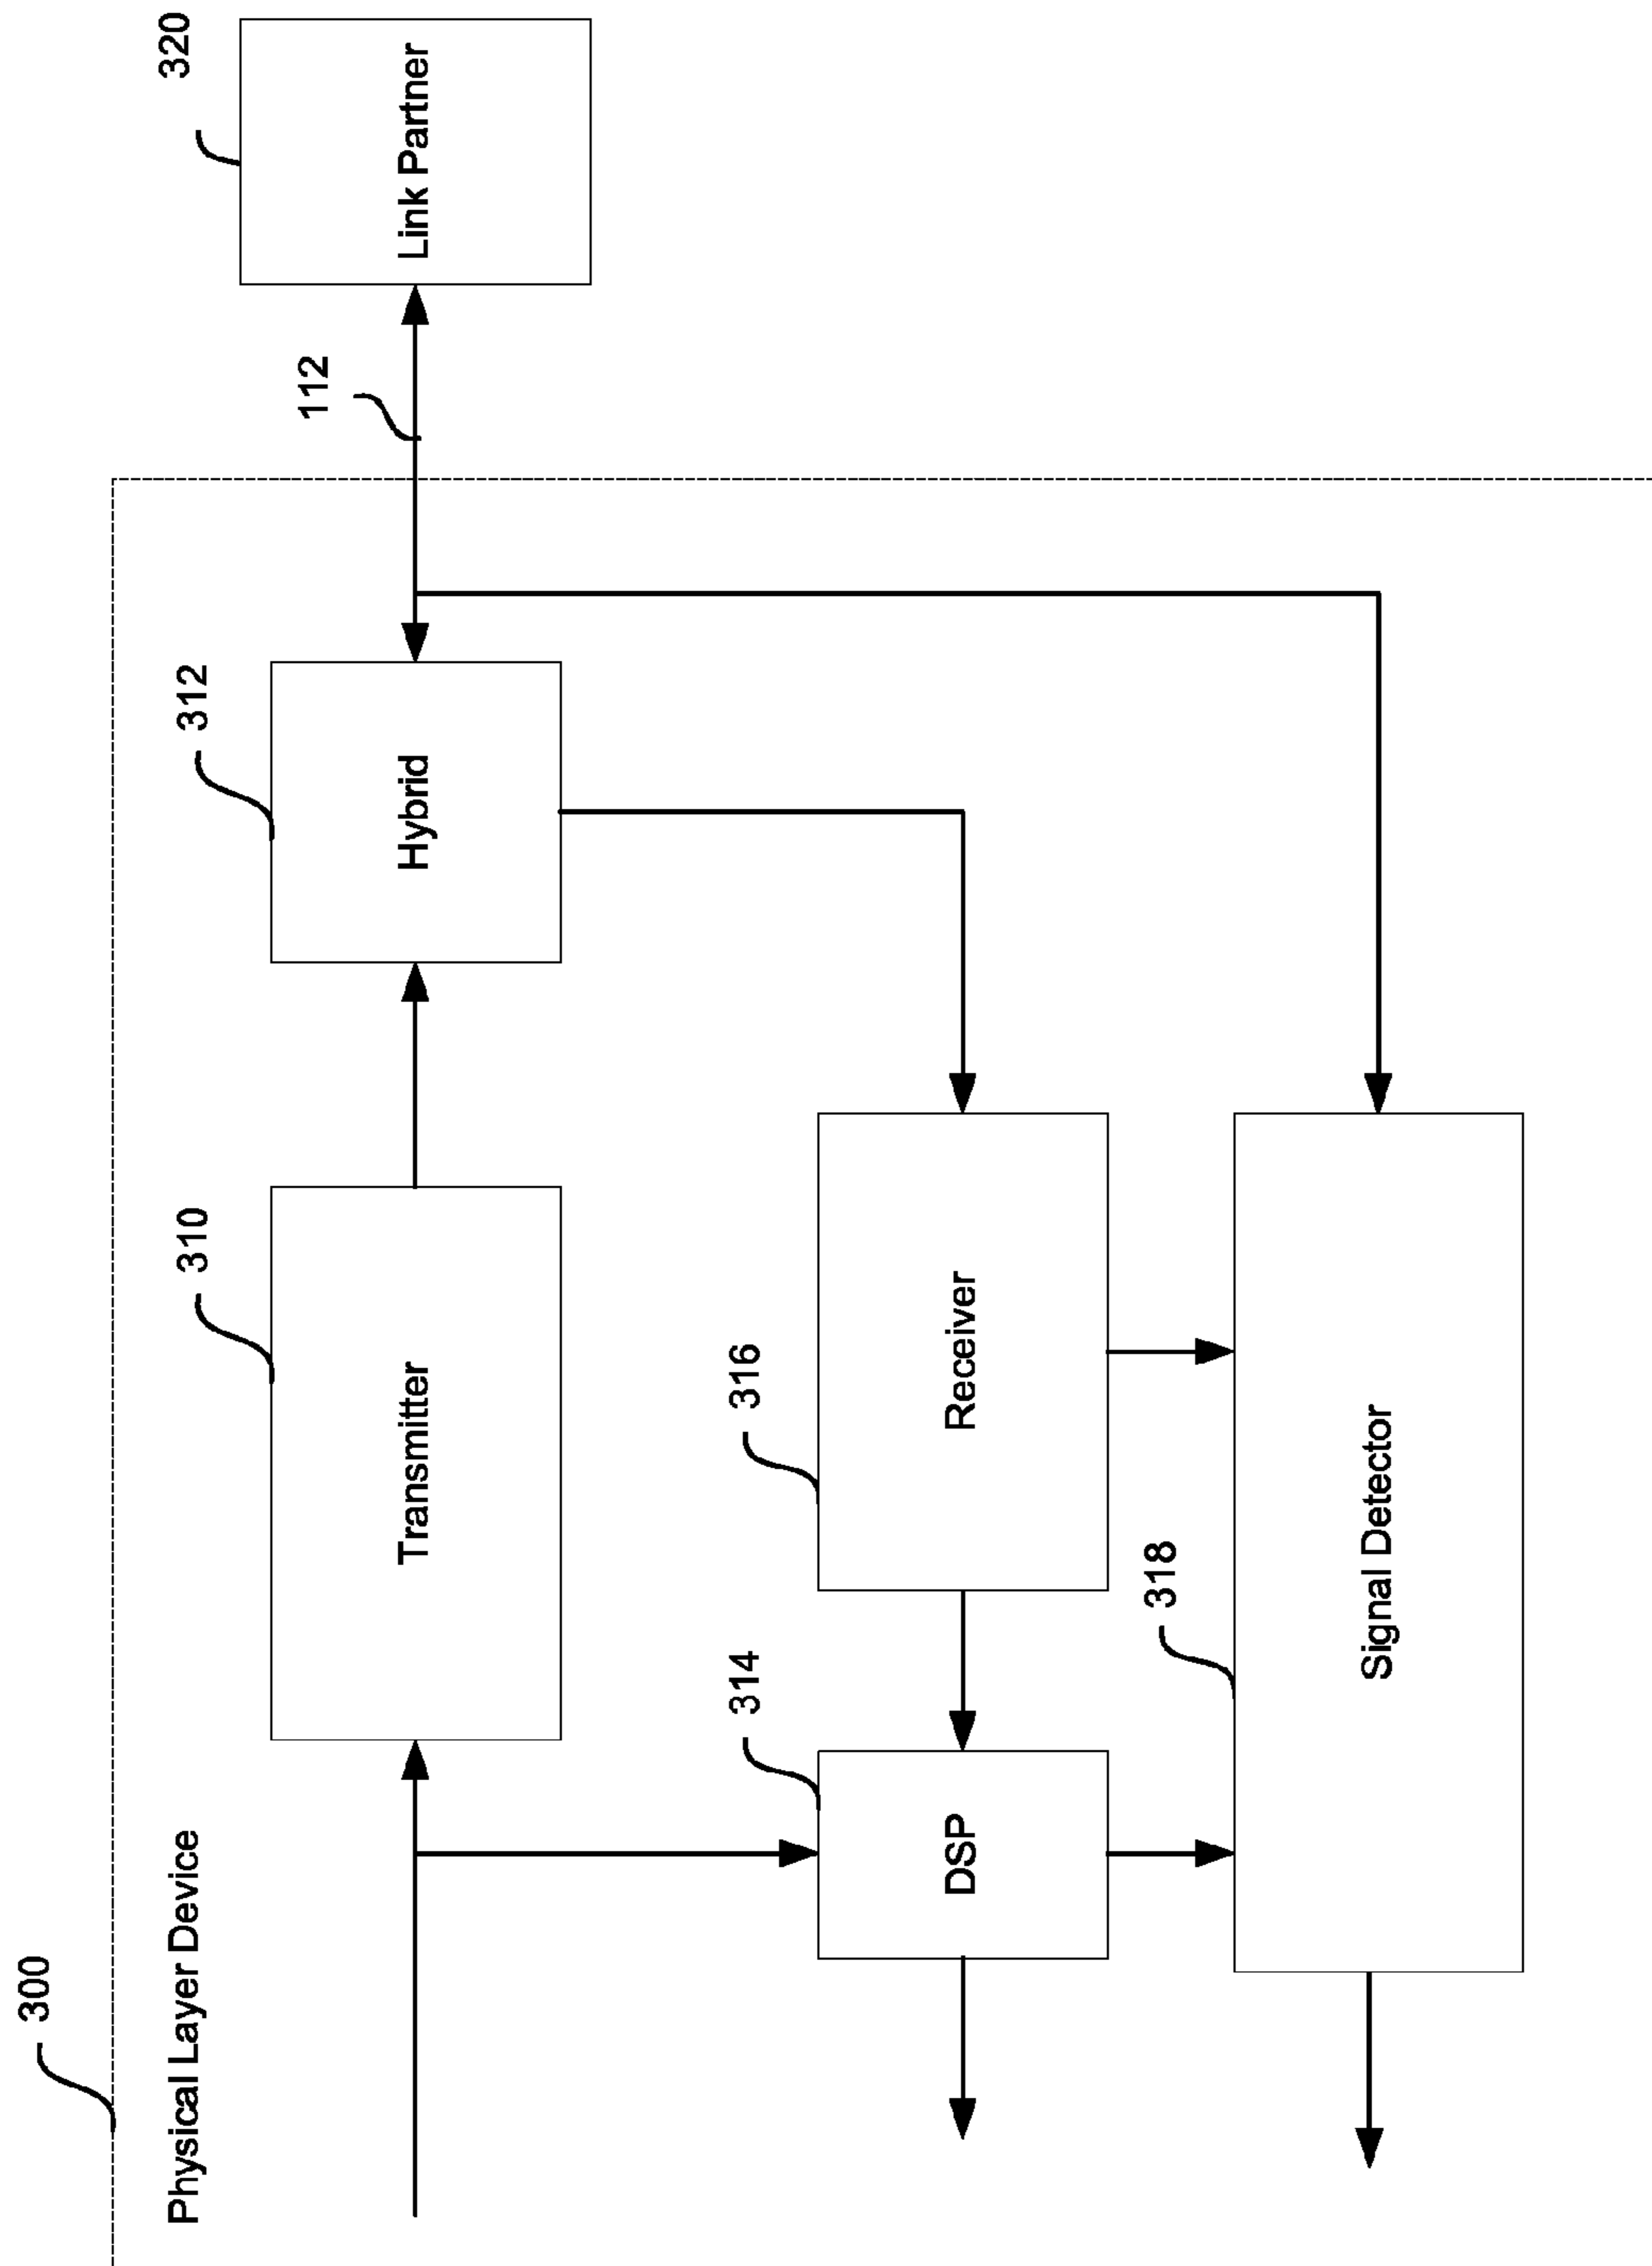 300
Physical Layer Device
310
Transmitter
312
Hybrid
112
320
Link Partner
314
DSP
316
Receiver
318
Signal Detector